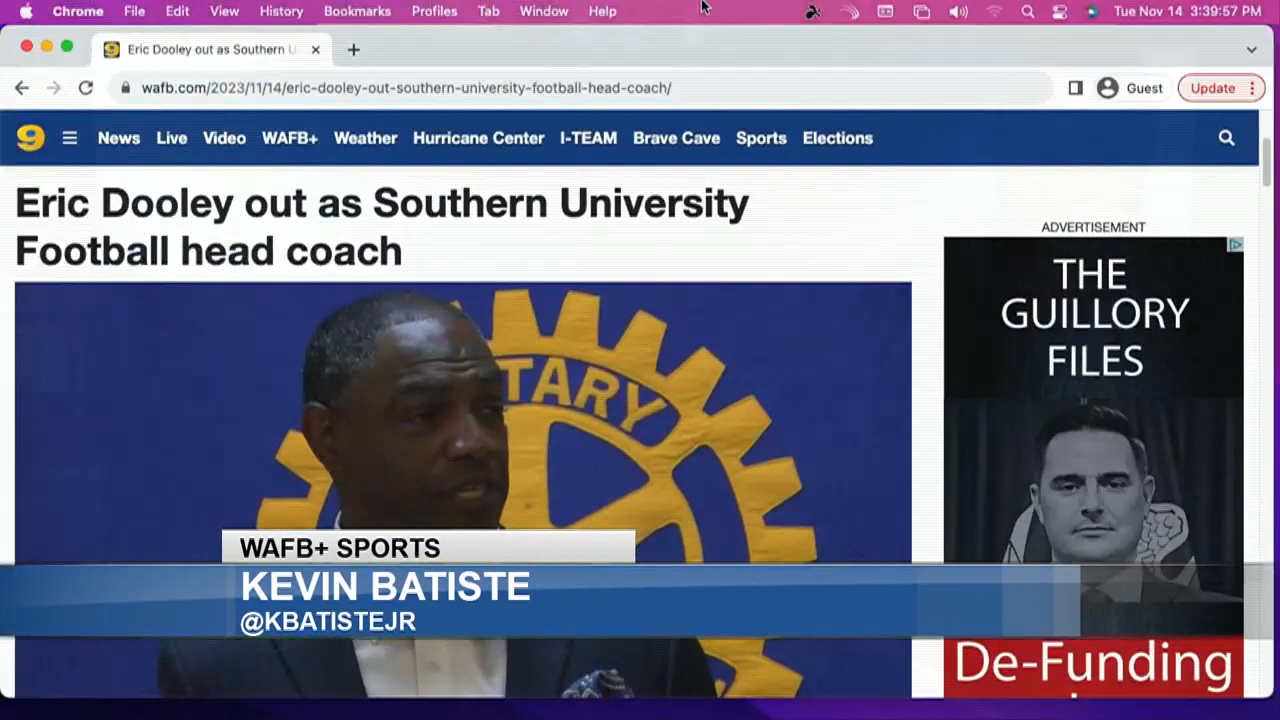 Chrome File Edit View History Bookmarks Profiles Tab Window Help Tue Nov 14 3:39:57 PM
9 Eric Dooley out as Southern U
wafb.com/2023/11/14/eric-dooley-out-southern-university-football-head-coach/ Guest Update
9 News Live Video WAFB+ Weather Hurricane Center I-TEAM Brave Cave Sports Elections
Eric Dooley out as Southern University
Football head coach
ADVERTISEMENT
THE
GUILLORY
FILES
TARY
WAFB+ SPORTS
KEVIN BATISTE
@KBATISTEJR
De-Funding